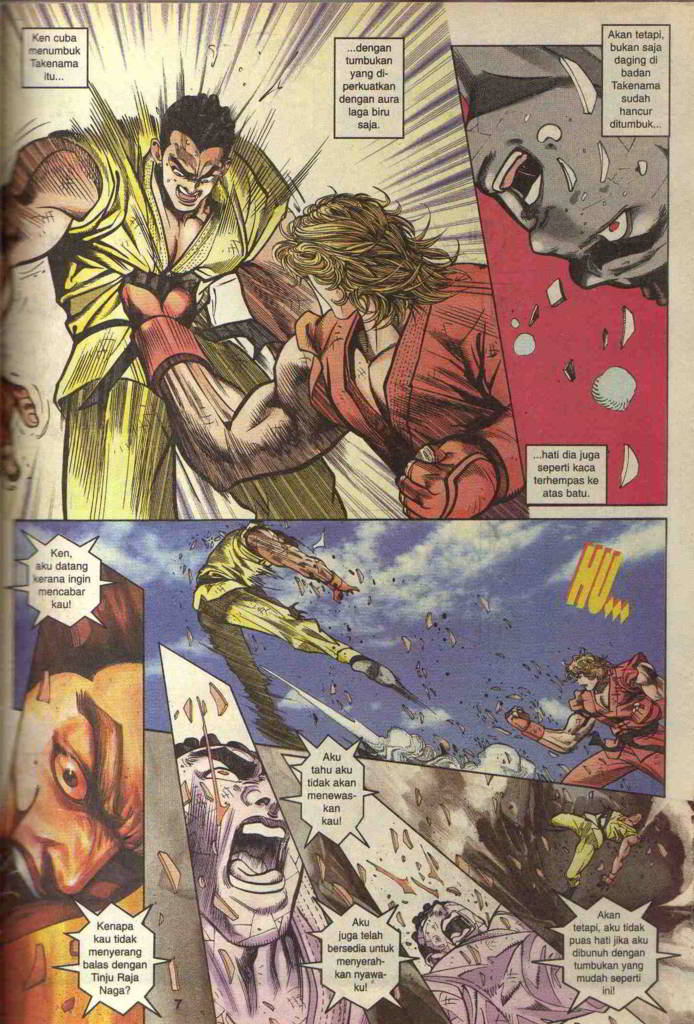 Ken cuba
menumbuk
Takenama
itu...
...dengan
tumbukan
yang di-
perkuatkan
dengan aura
laga biru
saja.
Akan tetapi,
bukan saja
daging di
badan
Takenama
sudah
hancur
ditumbuk...
...hati dia juga
seperti kaca
terhempas ke
atas batu.
Ken,
aku datang
kerana ingin
mencabar
kau!
HU...
Kenapa
kau tidak
menyerang
balas dengan
Tinju Raja
Naga?
Aku
tahu aku
tidak akan
menewas-
kan
kau!
Aku
juga telah
bersedia untuk
menyerah-
kan nyawa-
ku!
Akan
tetapi, aku tidak
puas hati jika aku
dibunuh dengan
tumbukan yang
mudah seperti
ini!